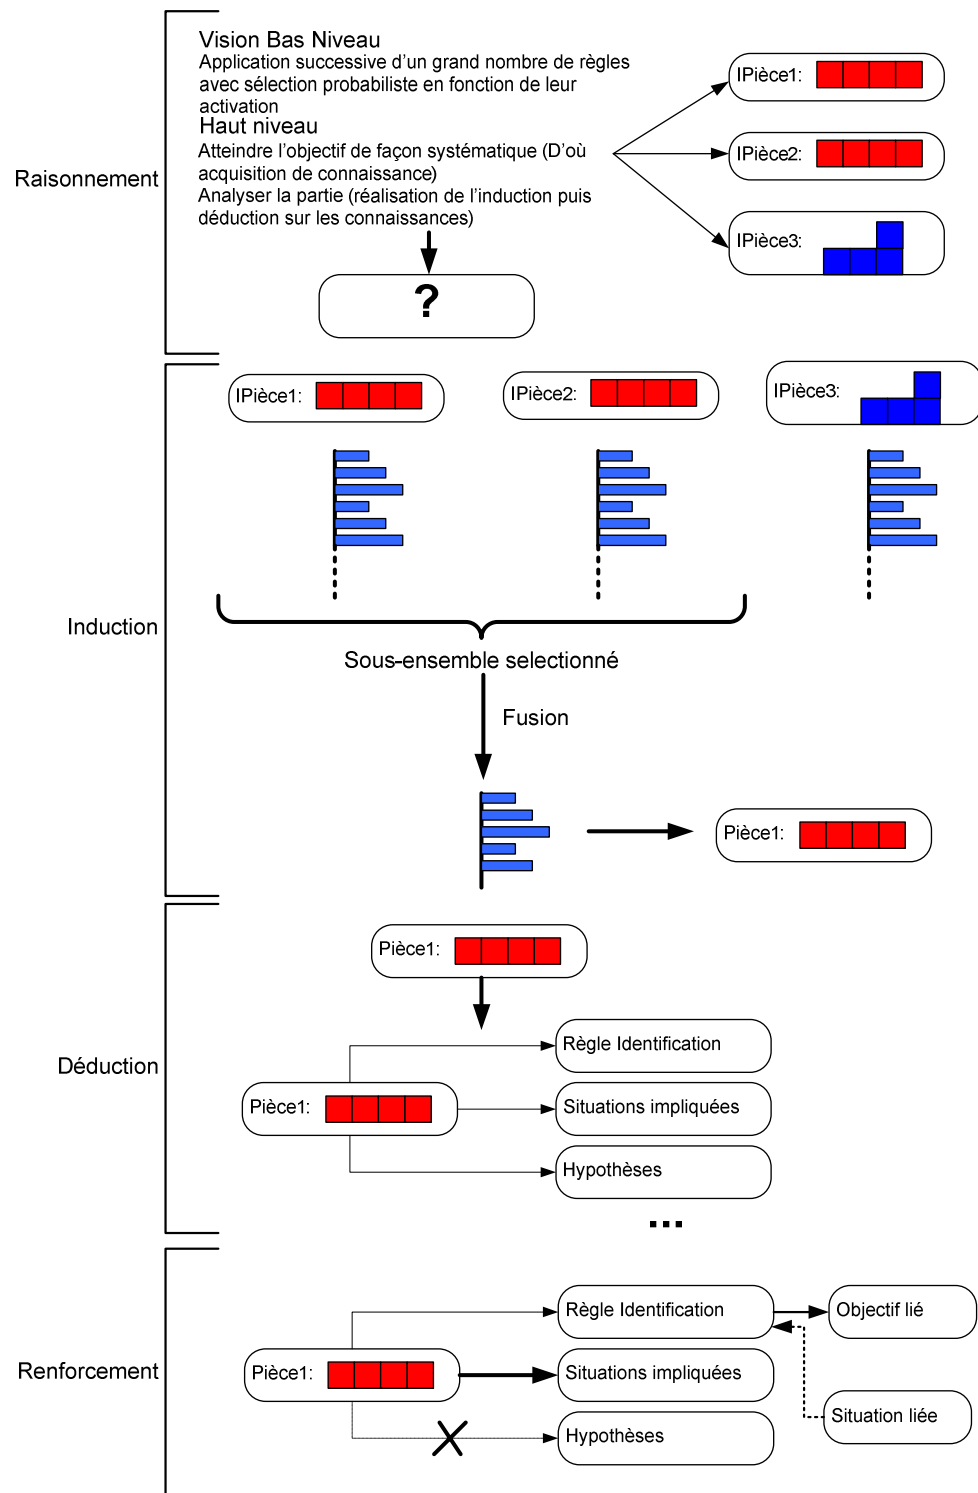 Vision Bas Niveau
Application successive d'un grand nombre de règles
avec sélection probabiliste en fonction de leur
activation
Haut niveau
Atteindre l'objectif de façon systématique (D'où
acquisition de connaissance)
Analyser la partie (réalisation de l'induction puis
déduction sur les connaissances)
?
Raisonnement
IPièce1:
IPièce2:
IPièce3:
Induction
IPièce1:
IPièce2:
IPièce3:
Sous-ensemble selectionné
Fusion
Pièce1:
Déduction
Pièce1:
Pièce1:
Règle Identification
Situations impliquées
Hypothèses
...
Renforcement
Pièce1:
Règle Identification
Situations impliquées
Hypothèses
Objectif lié
Situation liée